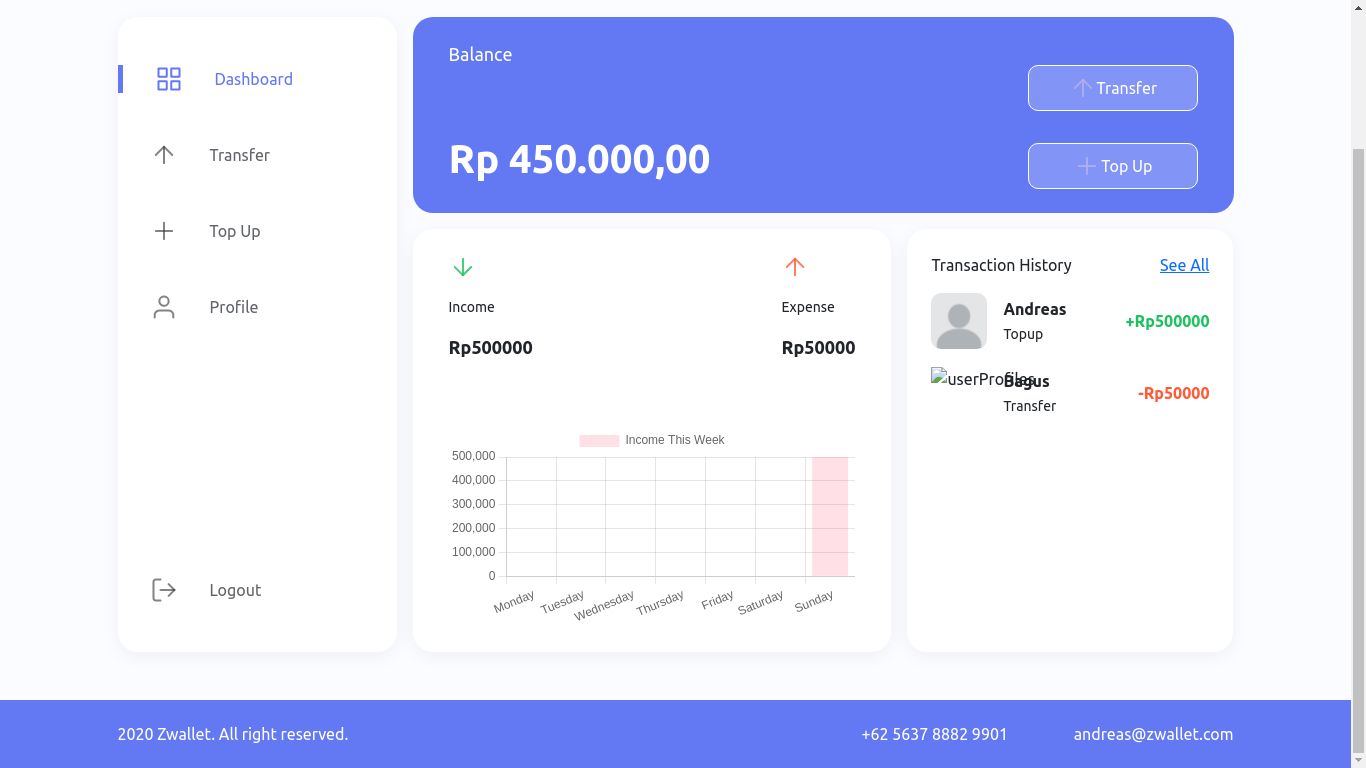 Dashboard
Transfer
Top Up
Profile
Logout
Balance
Rp 450.000,00
Transfer
Top Up
Income
Rp500000
Expense
Rp50000
Income This Week
500,000
400,000
300,000
200,000
100,000
0
Monday
Tuesday
Wednesday
Thursday
Friday
Saturday
Sunday
Transaction History
See All
Andreas
Topup
+Rp500000
userProfiles
Bagus
Transfer
-Rp50000
2020 Zwallet. All right reserved.
+62 5637 8882 9901
andreas@zwallet.com